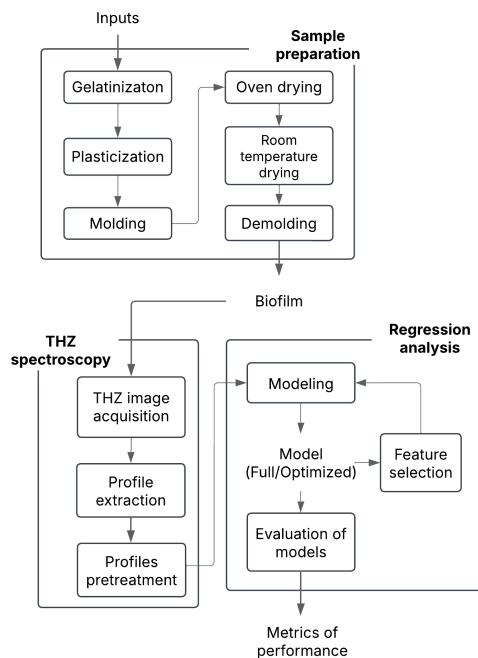 Inputs
Sample
preparation
Gelatinizaton
Plasticization
Molding
Oven drying
Room
temperature
drying
Demolding
Biofilm
THZ
spectroscopy
THZ image
acquisition
Profile
extraction
Profiles
pretreatment
Regression
analysis
Modeling
Model
(Full/Optimized)
Feature
selection
Evaluation of
models
Metrics of
performance